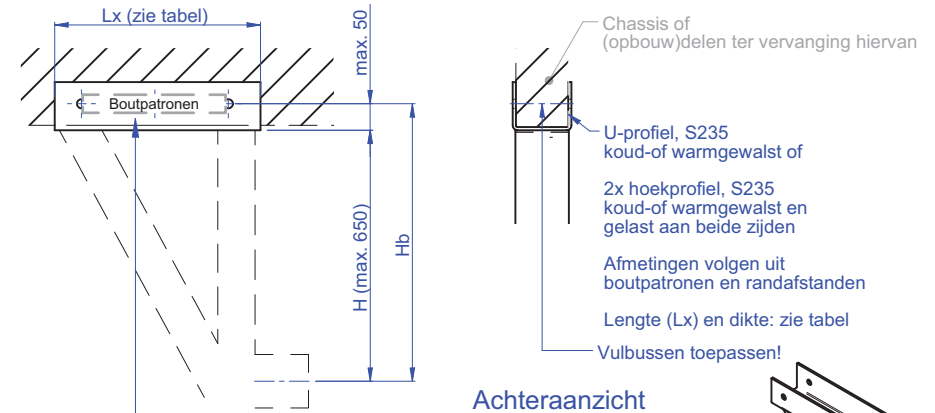 Lx (zie tabel)
max. 50
Boutpatronen
H (max. 650)
Hb
Chassis of
(opbouw)delen ter vervanging hiervan
U-profiel, S235
koud-of warmgewalst of
2x hoekprofiel, S235
koud-of warmgewalst en
gelast aan beide zijden
Afmetingen volgen uit
boutpatronen en randafstanden
Lengte (Lx) en dikte: zie tabel
Vulbussen toepassen!
Achteraanzicht